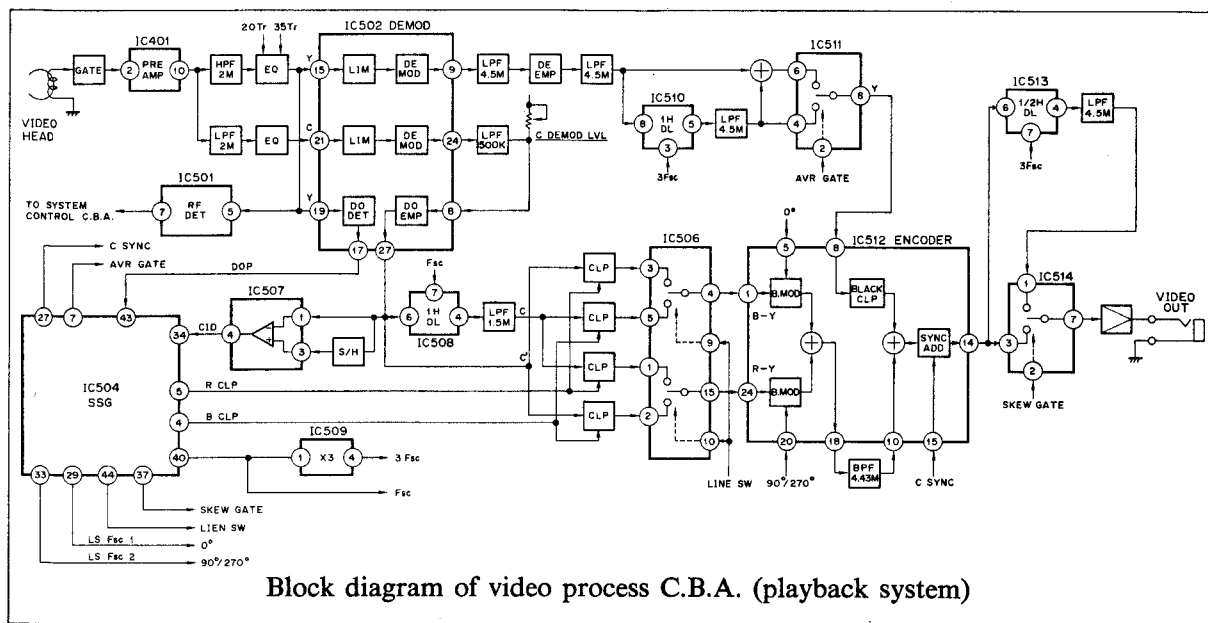 20Tr 35Tr
IC502 DEMOD
IC401
GATE
2
PRE
AMP
10
HPF
2M
EQ
Y
15
LIM
DE
MOD
9
LPF
4.5M
DE
EMP
LPF
4.5M
VIDEO
HEAD
LPF
2M
EQ
C
21
LIM
DE
MOD
24
LPF
500K
C DEMOD LVL
IC510
8
1H
DL
5
3
3Fsc
LPF
4.5M
IC511
6
4
8
Y
2
AVR GATE
IC513
6
1/2H
DL
4
7
3Fsc
LPF
4.5M
TO SYSTEM
CONTROL C.B.A.
IC501
7
RF
DET
5
Y
19
DO
DET
DO
EMP
8
17
27
C SYNC
AVR GATE
DOP
27
7
43
IC504
SSG
34
5
4
40
33
29
44
37
CID
R CLP
B CLP
IC507
4
1
3
S/H
Fsc
7
6
1H
DL
4
IC508
LPF
1.5M
C
C'
CLP
CLP
CLP
CLP
IC506
3
5
4
9
1
2
15
10
LINE SW
0°
5
8
IC512 ENCODER
1
B-Y
B.MOD
BLACK
CLP
SYNC
ADD
14
R-Y
24
B.MOD
20
18
10
15
90°/270°
BPF
4.43M
C SYNC
IC514
1
3
7
2
SKEW GATE
VIDEO
OUT
IC509
1
X3
4
3 Fsc
Fsc
SKEW GATE
LIEN SW
LS Fsc 1
0°
LS Fsc 2
90°/270°
Block diagram of video process C.B.A. (playback system)